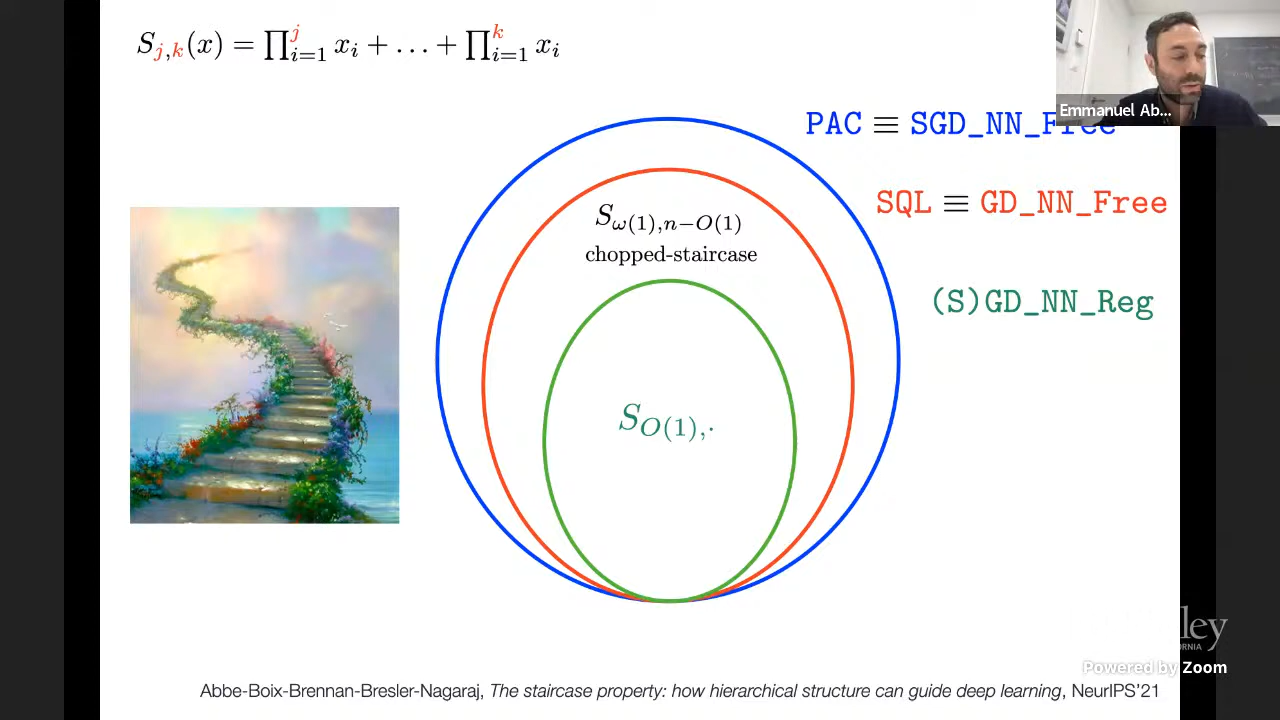 S_{j,k}(x) = ∏_{i=1}^{j} x_i + … + ∏_{i=1}^{k} x_i
Emmanuel Ab...
PAC ≡ SGD_NN_Free
SQL ≡ GD_NN_Free
S_{ω(1),n−O(1)}
chopped-staircase
(S)GD_NN_Reg
S_{O(1),·}
Powered by Zoom
Abbe-Boix-Brennan-Bresler-Nagaraj, The staircase property: how hierarchical structure can guide deep learning, NeurIPS'21